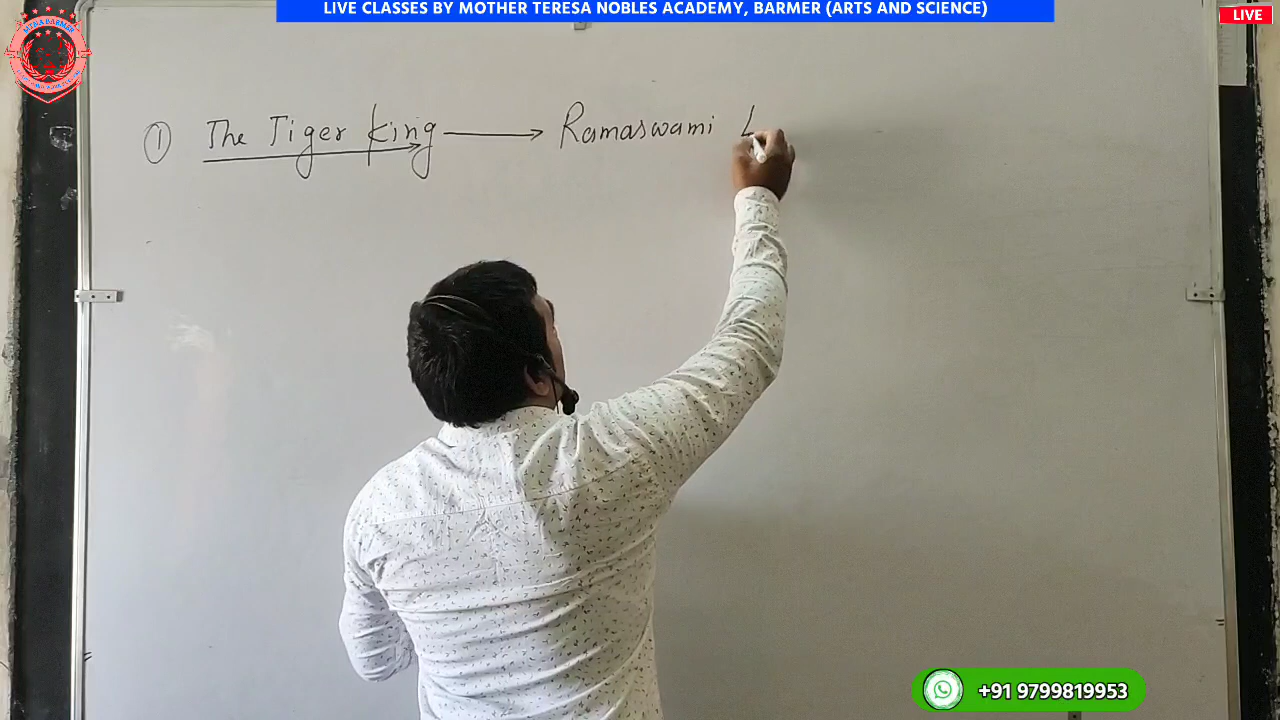 LIVE CLASSES BY MOTHER TERESA NOBLES ACADEMY, BARMER (ARTS AND SCIENCE)
LIVE
① The Tiger King → Ramaswami
+91 9799819953